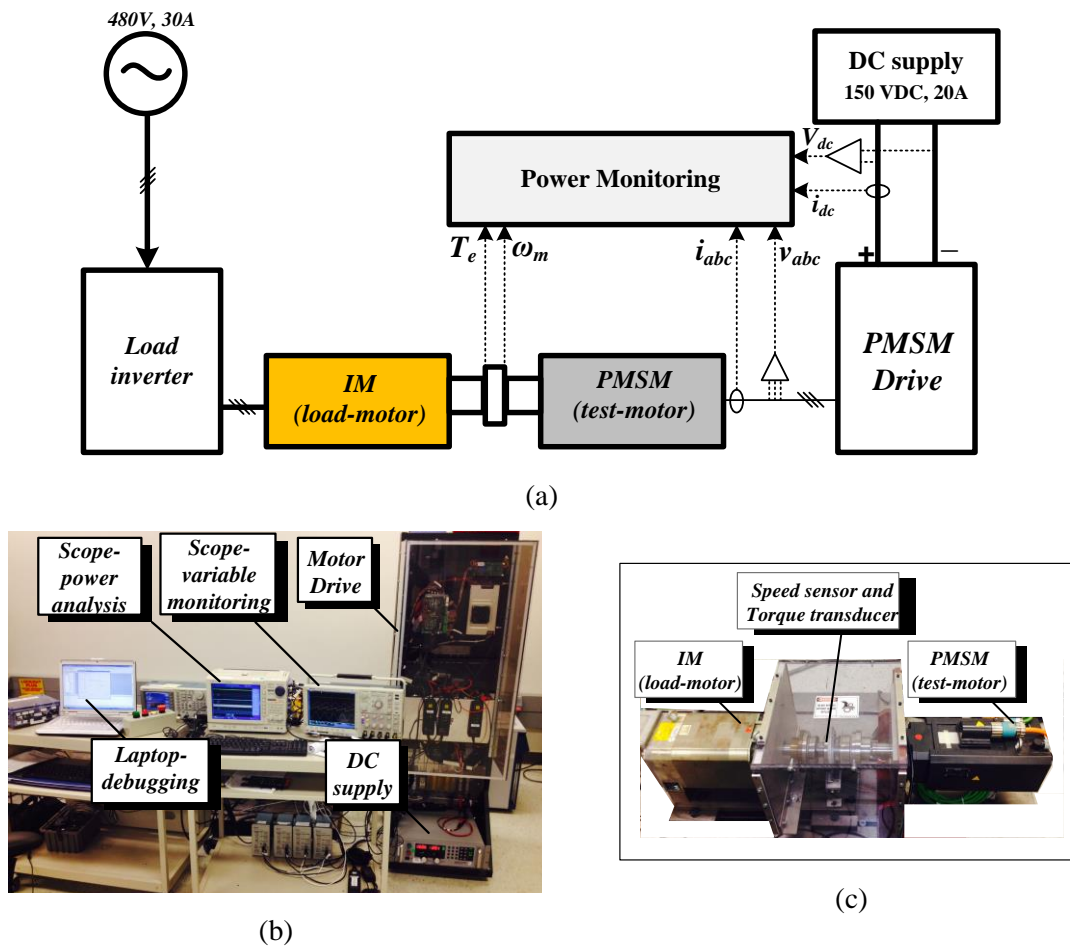 480V, 30A
DC supply
150 VDC, 20A
V_dc
Power Monitoring
i_dc
T_e
ω_m
i_abc
v_abc
+
–
Load
inverter
IM
(load-motor)
PMSM
(test-motor)
PMSM
Drive
(a)
Scope-
power
analysis
Scope-
variable
monitoring
Motor
Drive
Laptop-
debugging
DC
supply
(b)
Speed sensor and
Torque transducer
IM
(load-motor)
PMSM
(test-motor)
(c)